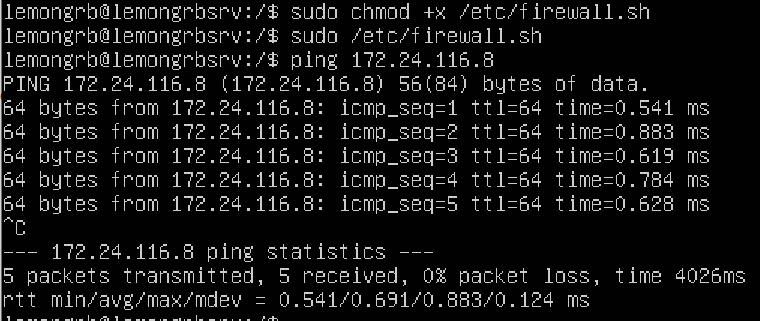 lemongrb@lemongrbsrv:/$ sudo chmod +x /etc/firewall.sh
lemongrb@lemongrbsrv:/$ sudo /etc/firewall.sh
lemongrb@lemongrbsrv:/$ ping 172.24.116.8
PING 172.24.116.8 (172.24.116.8) 56(84) bytes of data.
64 bytes from 172.24.116.8: icmp_seq=1 ttl=64 time=0.541 ms
64 bytes from 172.24.116.8: icmp_seq=2 ttl=64 time=0.883 ms
64 bytes from 172.24.116.8: icmp_seq=3 ttl=64 time=0.619 ms
64 bytes from 172.24.116.8: icmp_seq=4 ttl=64 time=0.784 ms
64 bytes from 172.24.116.8: icmp_seq=5 ttl=64 time=0.628 ms
^C
--- 172.24.116.8 ping statistics ---
5 packets transmitted, 5 received, 0% packet loss, time 4026ms
rtt min/avg/max/mdev = 0.541/0.691/0.883/0.124 ms
lemongrb@lemongrbsrv:/$